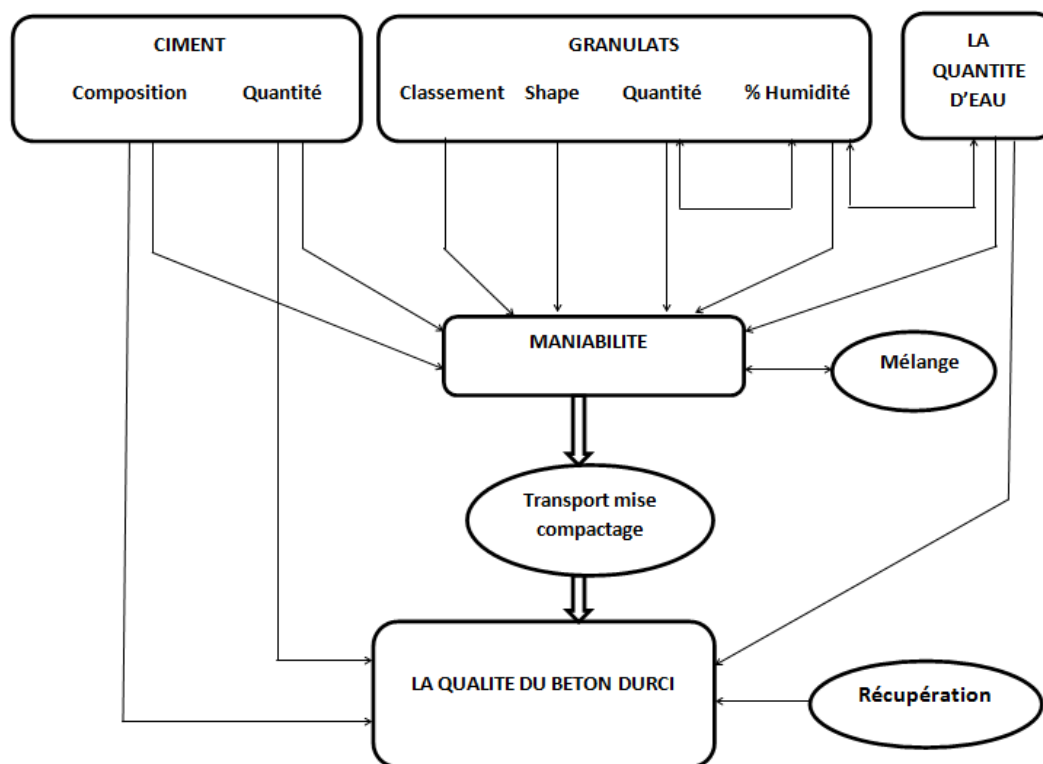 CIMENT
Composition Quantité
GRANULATS
Classement Shape Quantité % Humidité
LA
QUANTITE
D'EAU
MANIABILITE
Mélange
Transport mise
compactage
LA QUALITE DU BETON DURCI
Récupération